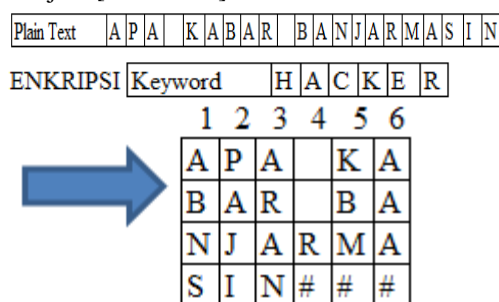 Plain Text A P A K A B A R B A N J A R M A S I N
ENKRIPSI Keyword H A C K E R
1 2 3 4 5 6
A P A K A
B A R B A
N J A R M A
S I N # # #